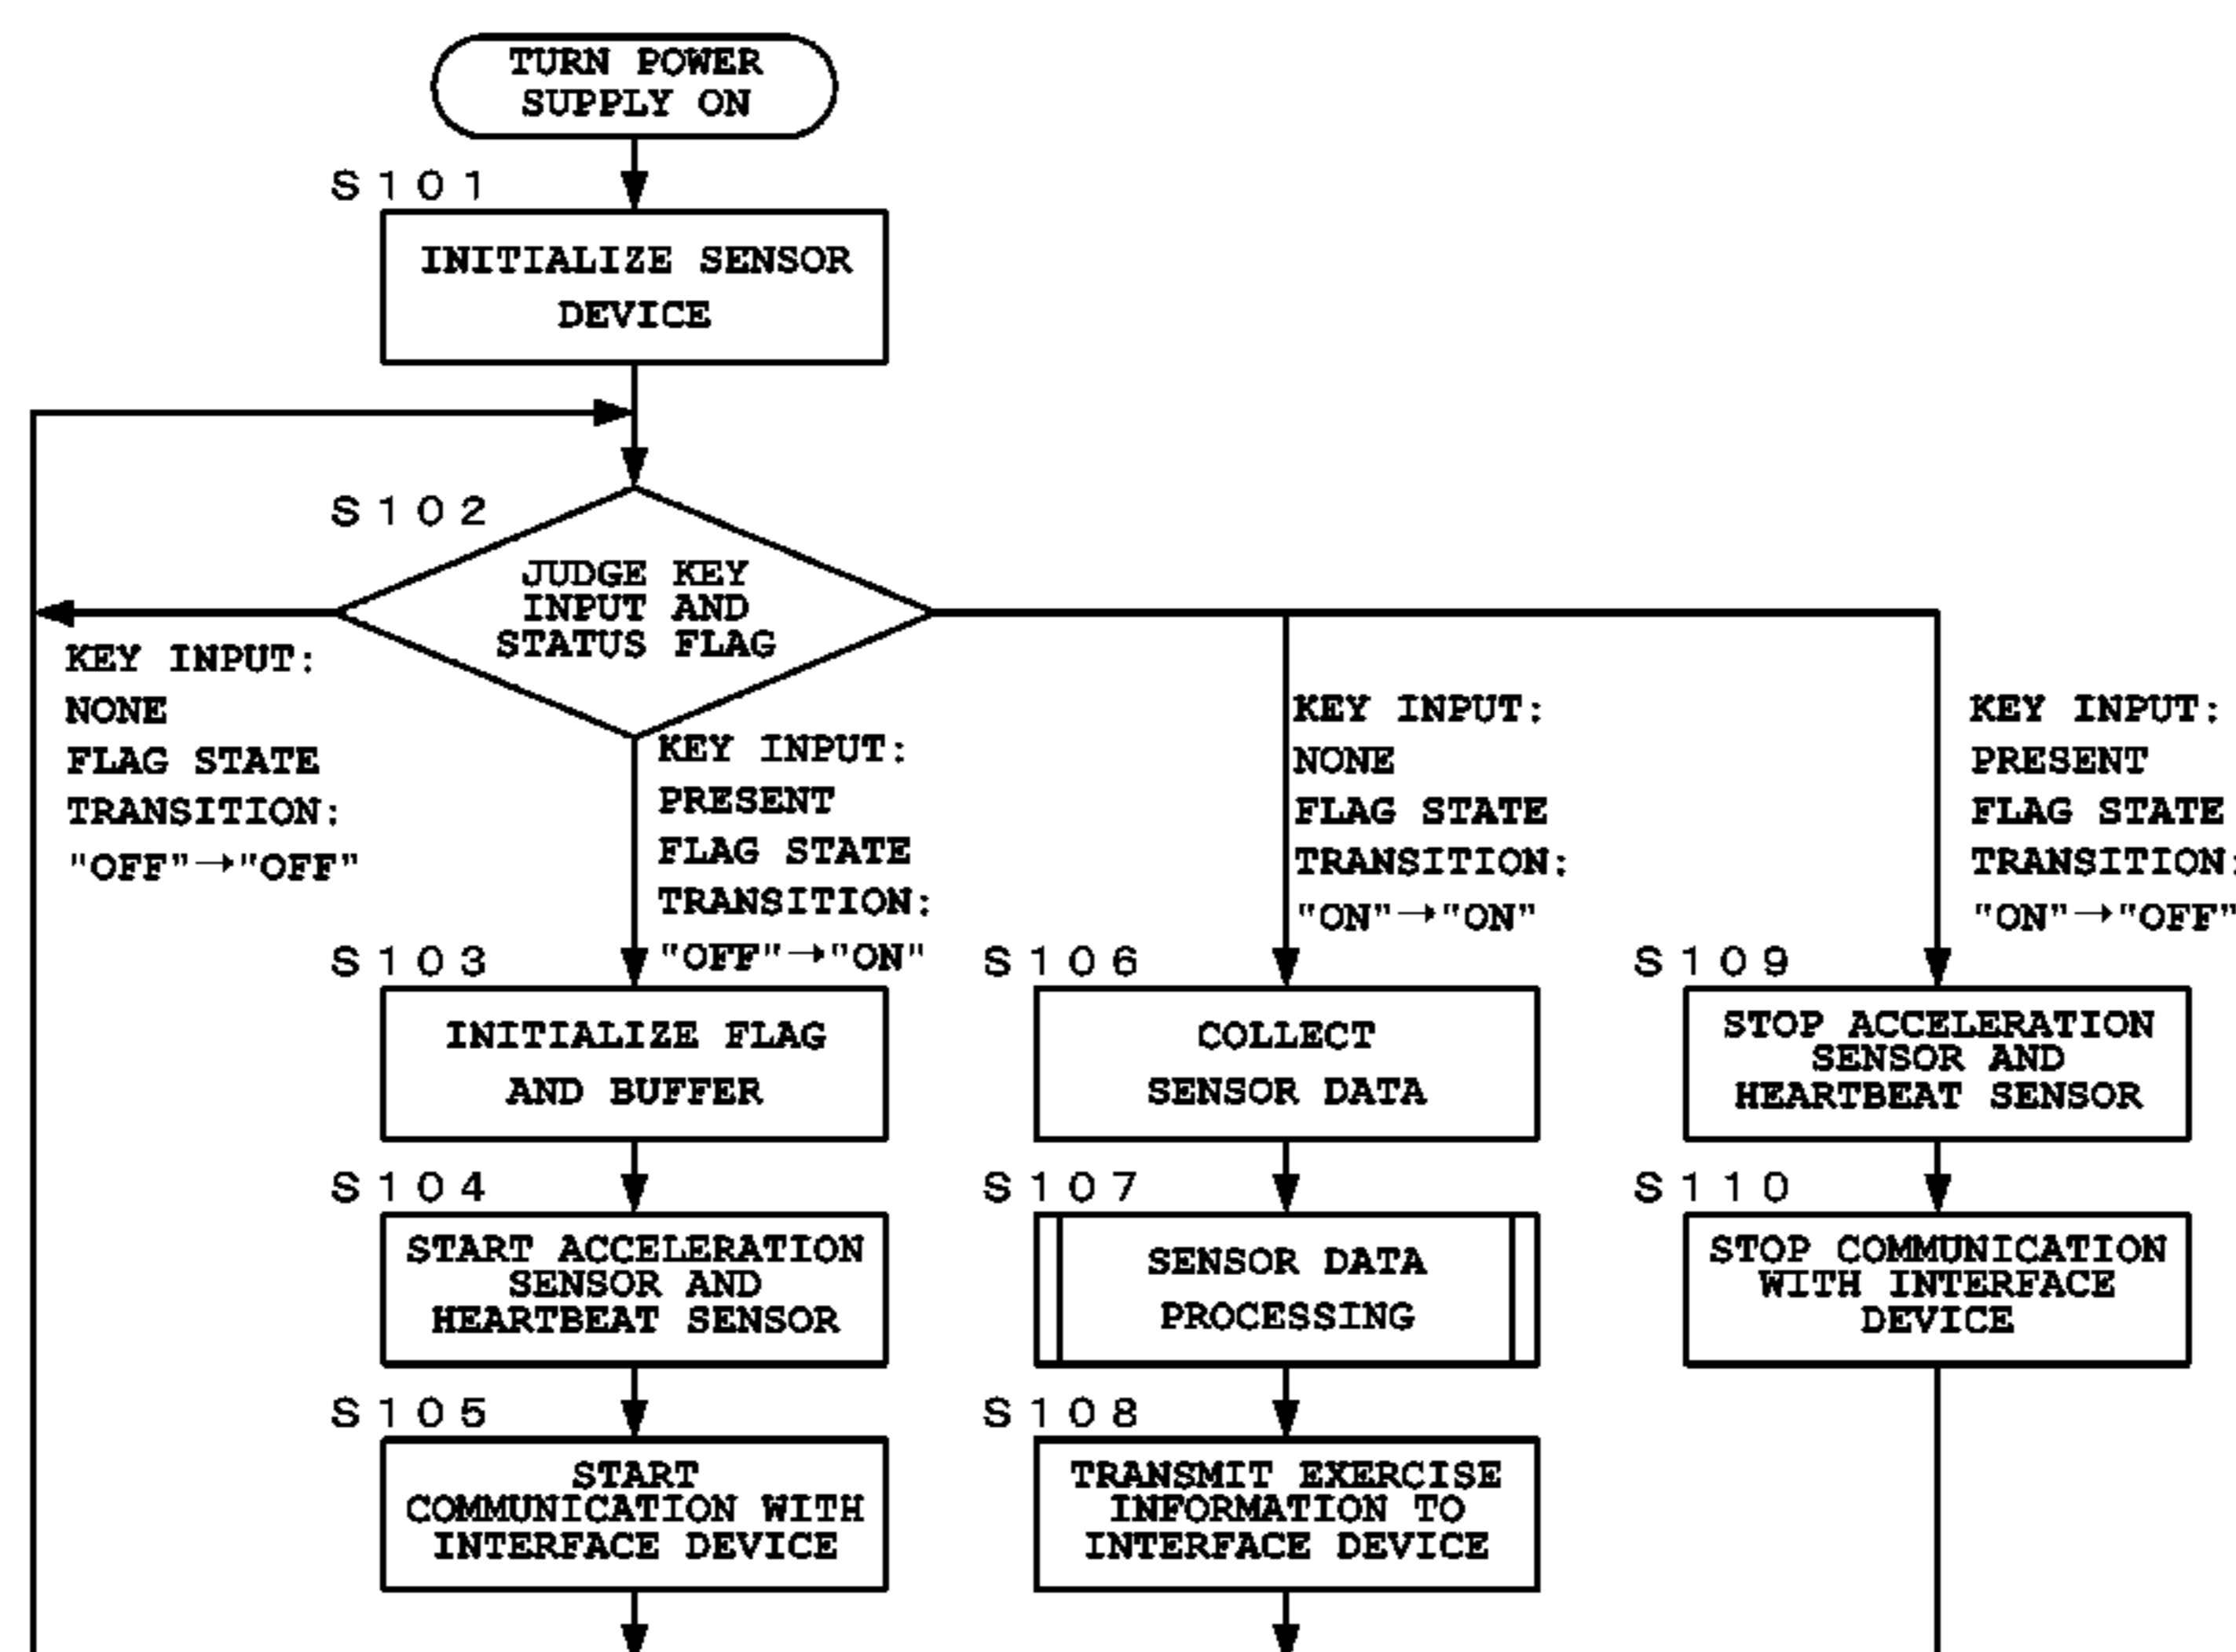 TURN POWER
SUPPLY ON
S101
INITIALIZE SENSOR
DEVICE
S102
JUDGE KEY
INPUT AND
STATUS FLAG
KEY INPUT:
NONE
FLAG STATE
TRANSITION:
"OFF"→"OFF"
KEY INPUT:
PRESENT
FLAG STATE
TRANSITION:
"OFF"→"ON"
KEY INPUT:
NONE
FLAG STATE
TRANSITION:
"ON"→"ON"
KEY INPUT:
PRESENT
FLAG STATE
TRANSITION:
"ON"→"OFF"
S103
INITIALIZE FLAG
AND BUFFER
S104
START ACCELERATION
SENSOR AND
HEARTBEAT SENSOR
S105
START
COMMUNICATION WITH
INTERFACE DEVICE
S106
COLLECT
SENSOR DATA
S107
SENSOR DATA
PROCESSING
S108
TRANSMIT EXERCISE
INFORMATION TO
INTERFACE DEVICE
S109
STOP ACCELERATION
SENSOR AND
HEARTBEAT SENSOR
S110
STOP COMMUNICATION
WITH INTERFACE
DEVICE